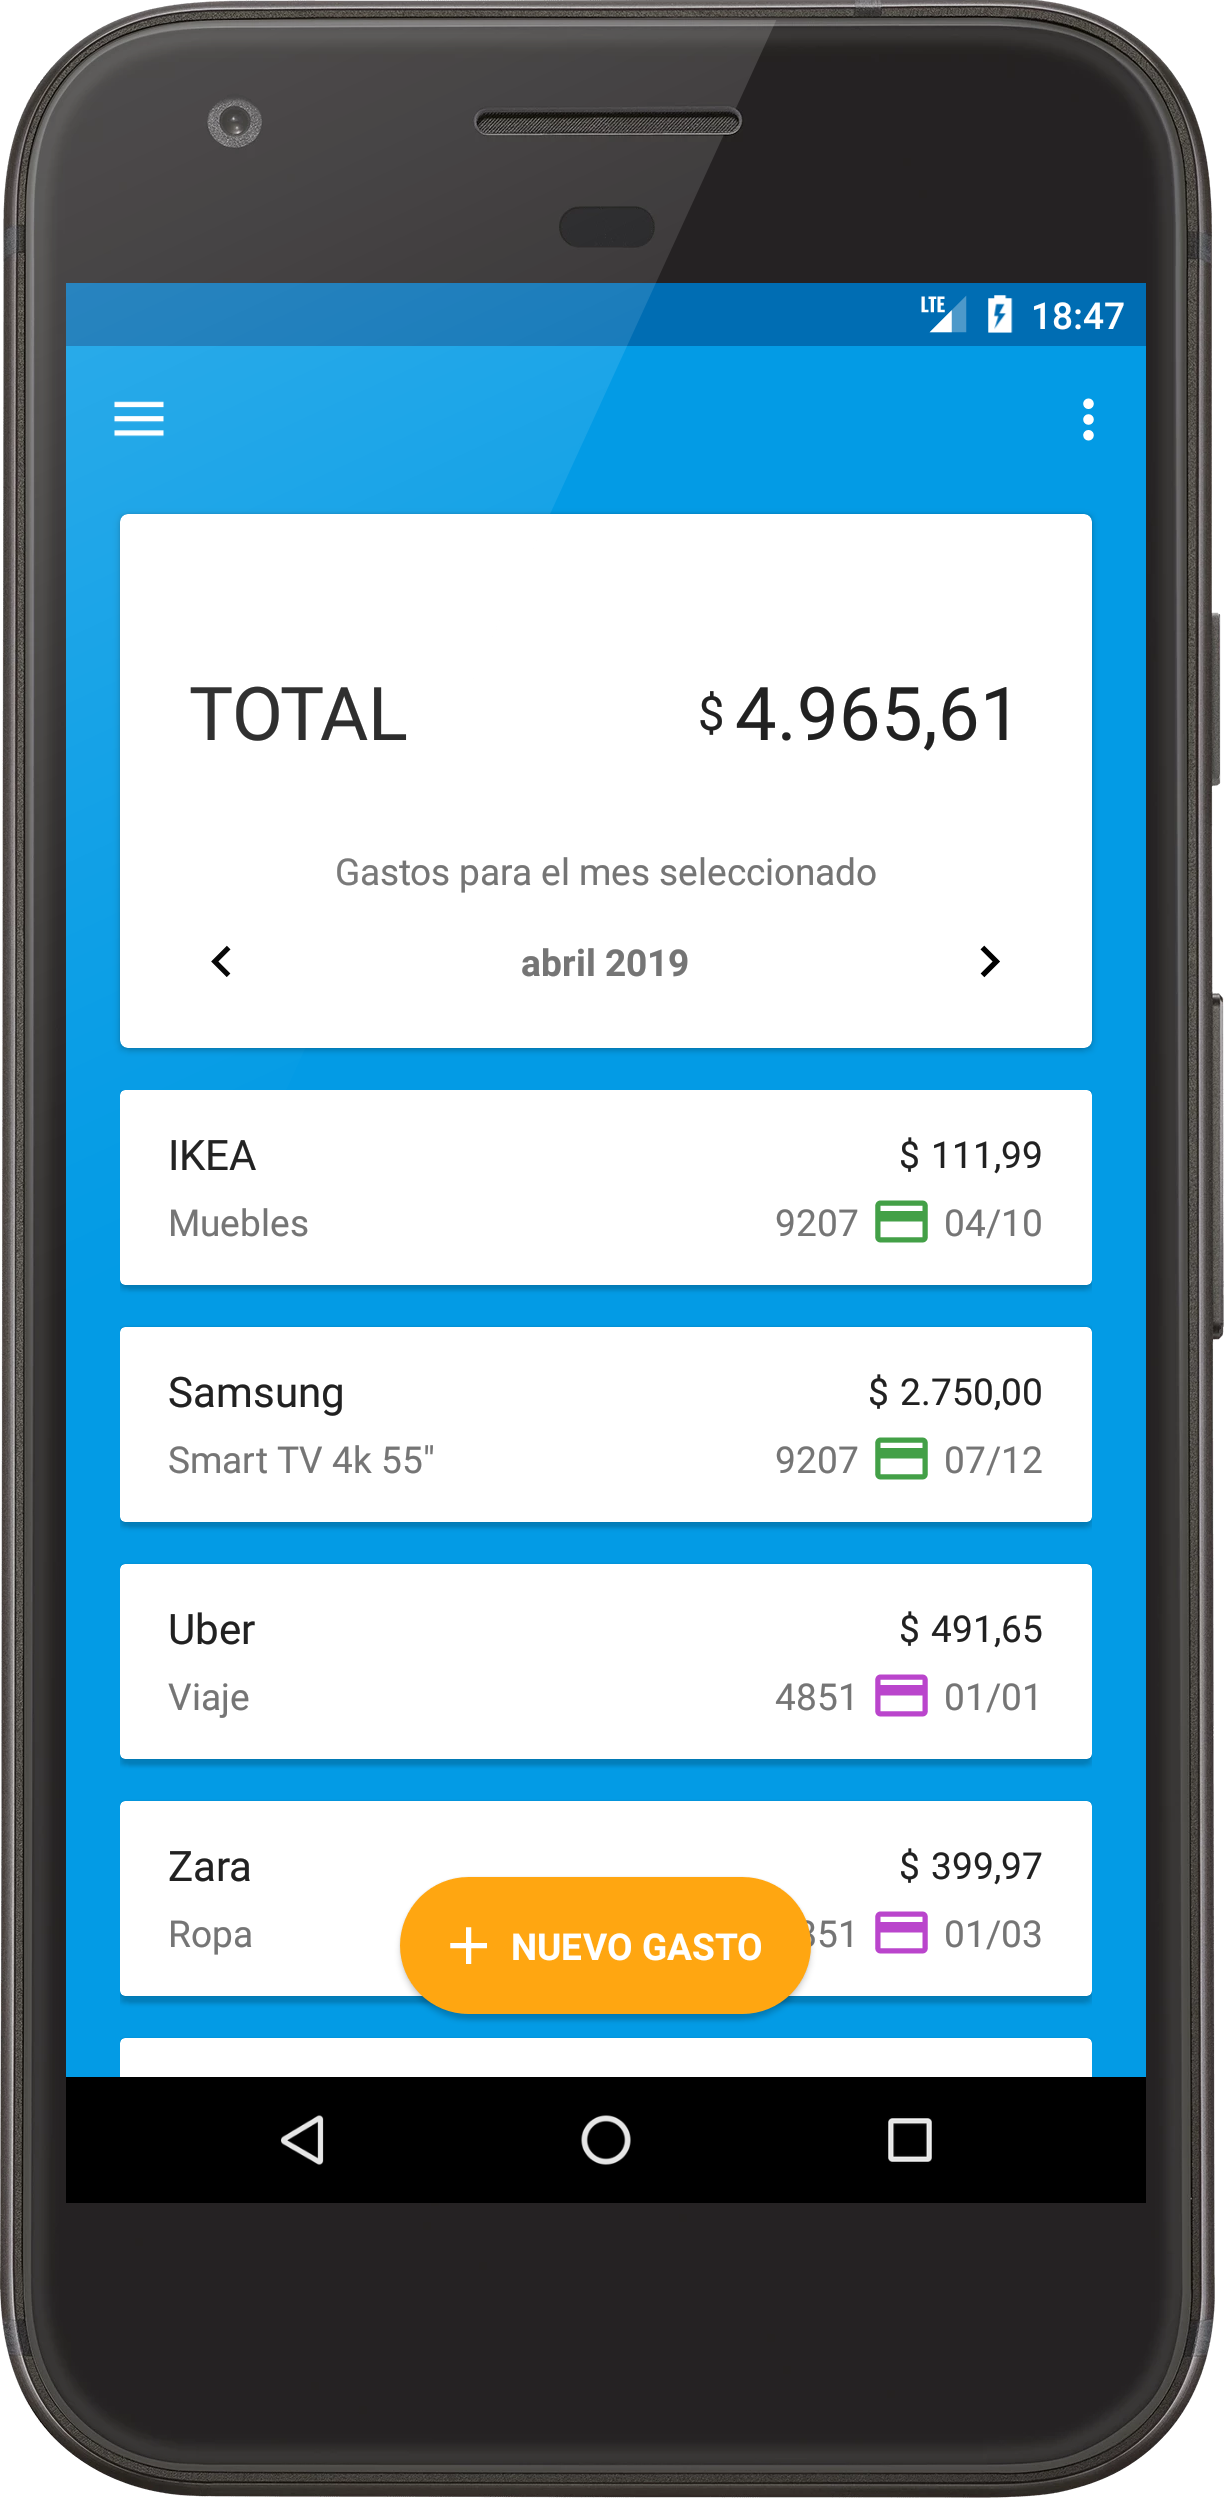 LTE 18:47
TOTAL $ 4.965,61
Gastos para el mes seleccionado
abril 2019
IKEA $ 111,99
Muebles 9207 04/10
Samsung $ 2.750,00
Smart TV 4k 55" 9207 07/12
Uber $ 491,65
Viaje 4851 01/01
Zara $ 399,97
Ropa 01/03
+ NUEVO GASTO